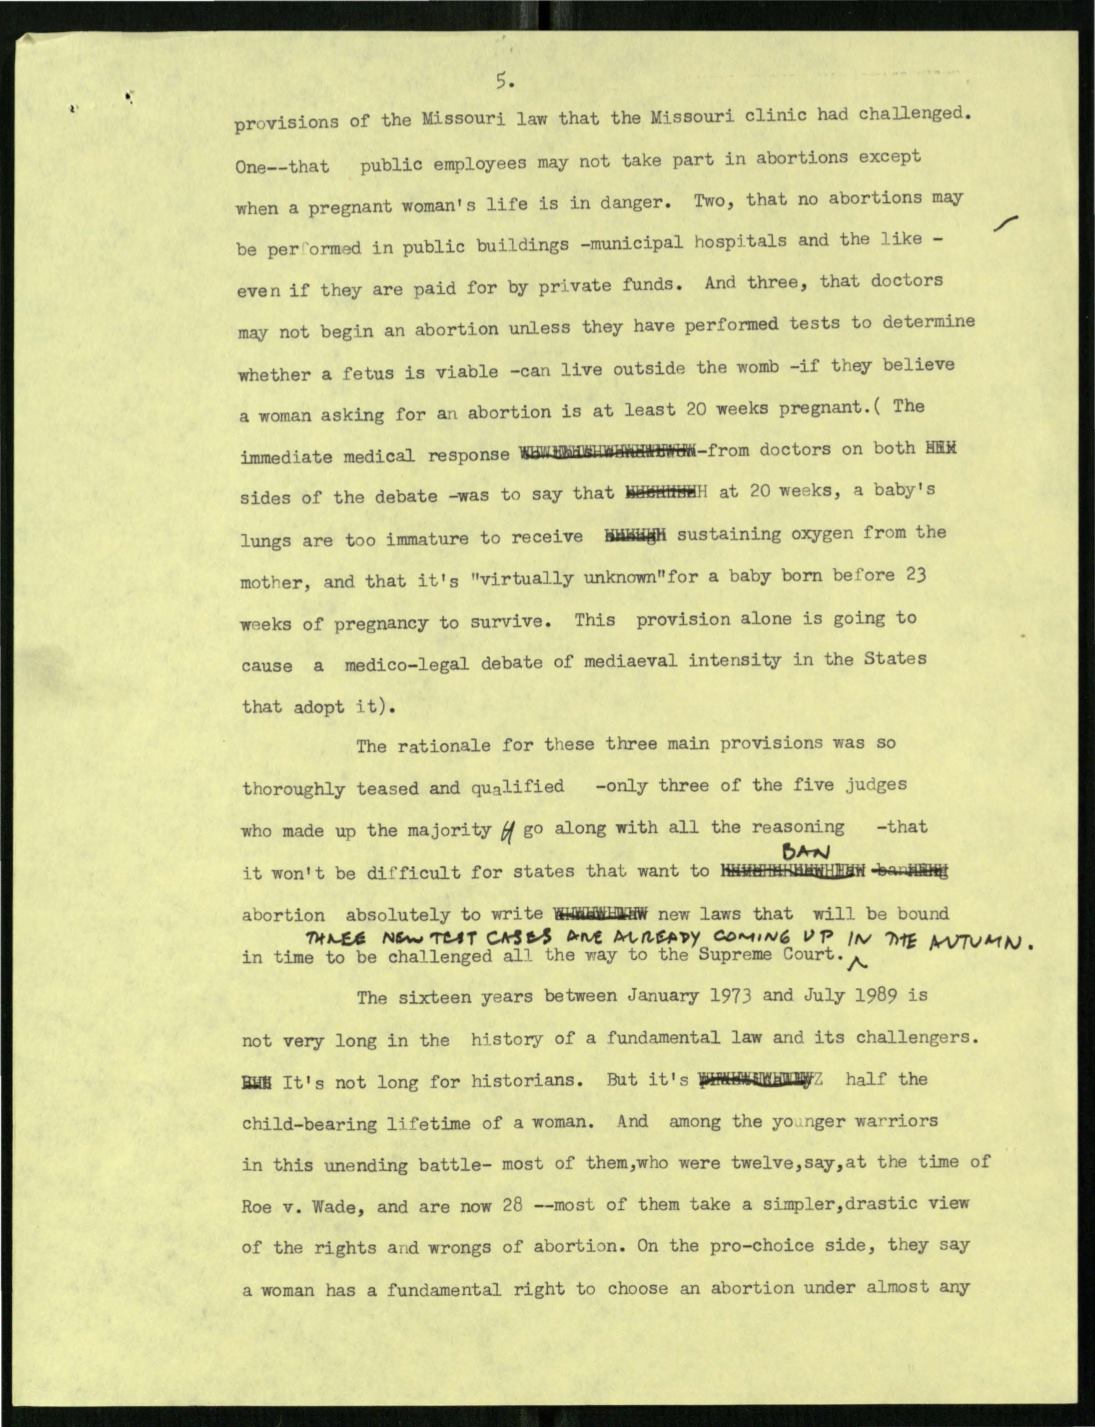 5.
provisions of the Missouri law that the Missouri clinic had challenged.
One--that public employees may not take part in abortions except
when a pregnant woman's life is in danger. Two, that no abortions may
be performed in public buildings -municipal hospitals and the like -
even if they are paid for by private funds. And three, that doctors
may not begin an abortion unless they have performed tests to determine
whether a fetus is viable -can live outside the womb -if they believe
a woman asking for an abortion is at least 20 weeks pregnant.( The
immediate medical response -from doctors on both
sides of the debate -was to say that at 20 weeks, a baby's
lungs are too immature to receive sustaining oxygen from the
mother, and that it's "virtually unknown"for a baby born before 23
weeks of pregnancy to survive. This provision alone is going to
cause a medico-legal debate of mediaeval intensity in the States
that adopt it).
The rationale for these three main provisions was so
thoroughly teased and qualified -only three of the five judges
who made up the majority go along with all the reasoning -that
BAN
it won't be difficult for states that want to
abortion absolutely to write new laws that will be bound
THREE NEW TEST CASES ARE ALREADY COMING UP IN THE AUTUMN.
in time to be challenged all the way to the Supreme Court.
The sixteen years between January 1973 and July 1989 is
not very long in the history of a fundamental law and its challengers.
It's not long for historians. But it's half the
child-bearing lifetime of a woman. And among the younger warriors
in this unending battle- most of them,who were twelve,say,at the time of
Roe v. Wade, and are now 28 --most of them take a simpler,drastic view
of the rights and wrongs of abortion. On the pro-choice side, they say
a woman has a fundamental right to choose an abortion under almost any